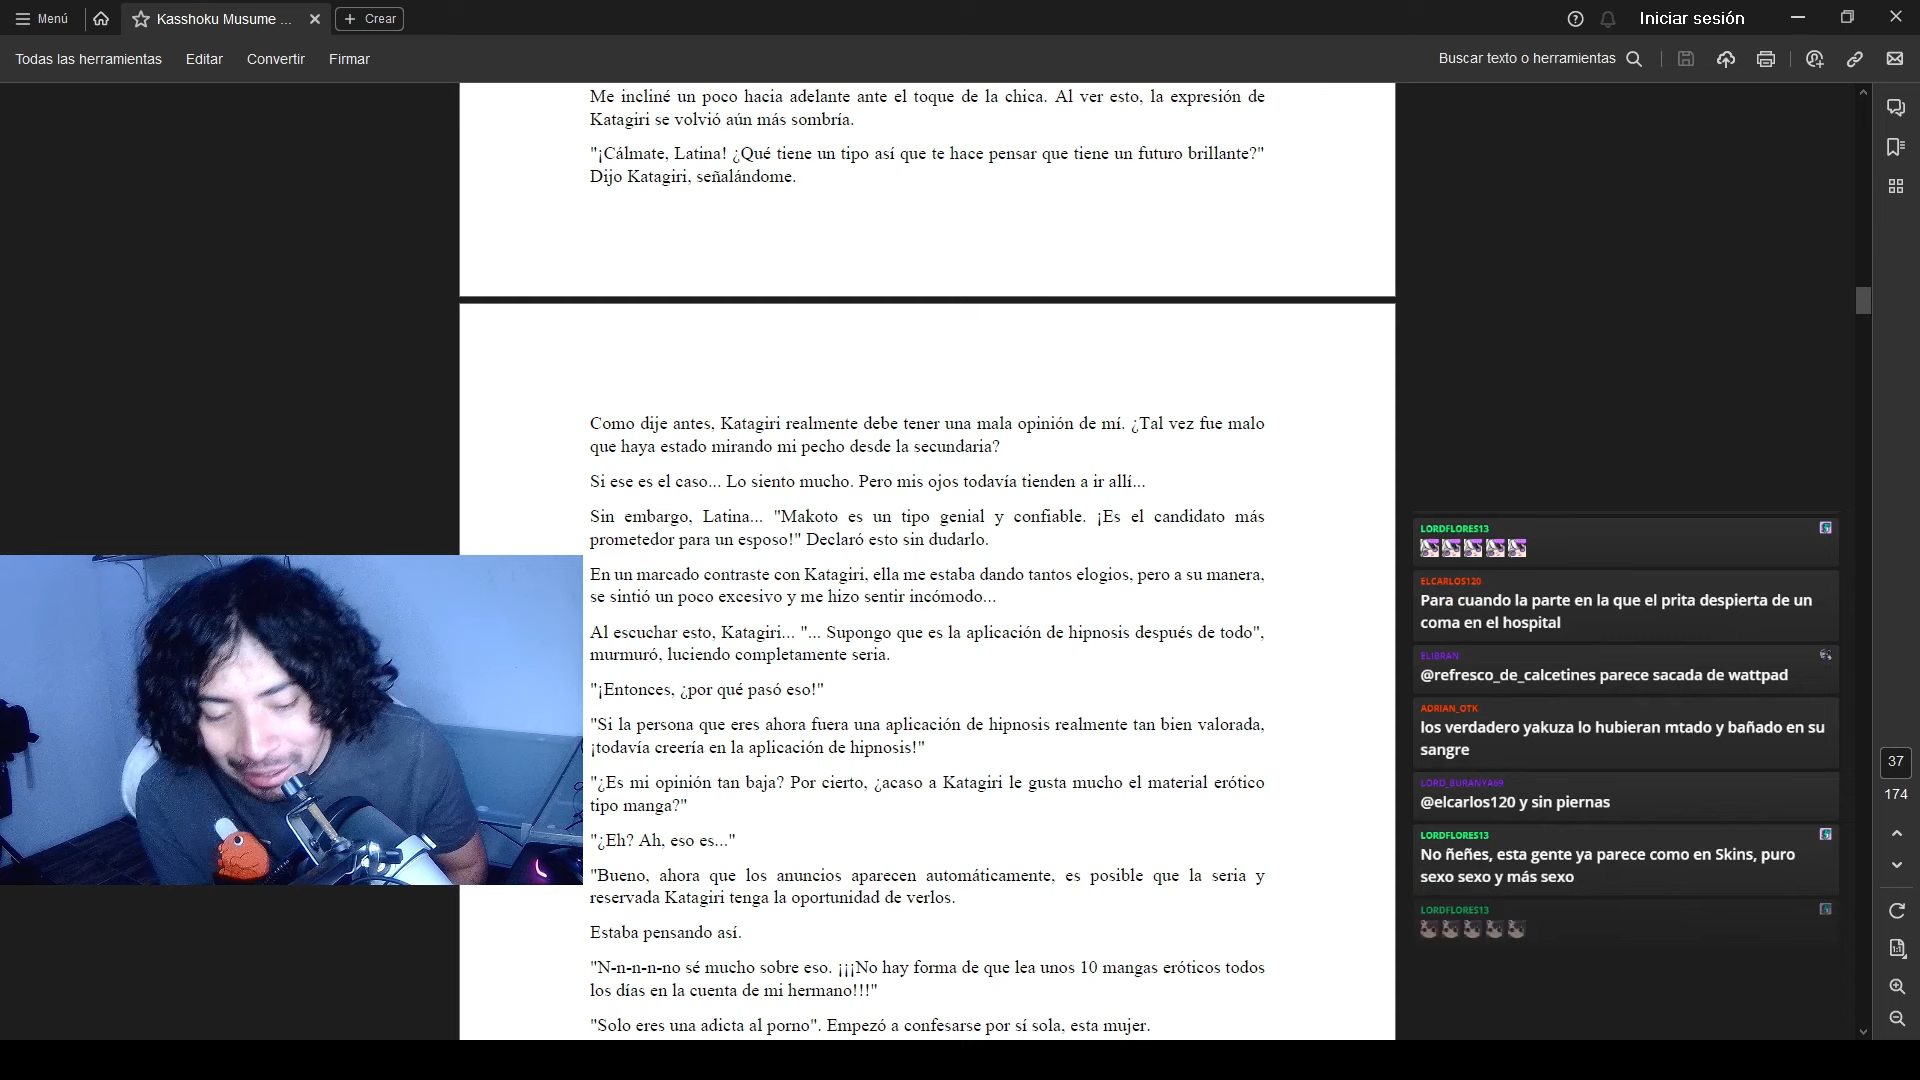 Menú
Kasshoku Musume ...
Crear
Iniciar sesión
Todas las herramientas
Editar
Convertir
Firmar
Buscar texto o herramientas
Me incliné un poco hacia adelante ante el toque de la chica. Al ver esto, la expresión de
Katagiri se volvió aún más sombría.
"¡Cálmate, Latina! ¿Qué tiene un tipo así que te hace pensar que tiene un futuro brillante?"
Dijo Katagiri, señalándome.
Como dije antes, Katagiri realmente debe tener una mala opinión de mí. ¿Tal vez fue malo
que haya estado mirando mi pecho desde la secundaria?
Si ese es el caso... Lo siento mucho. Pero mis ojos todavía tienden a ir allí...
Sin embargo, Latina... "Makoto es un tipo genial y confiable. ¡Es el candidato más
prometedor para un esposo!" Declaró esto sin dudarlo.
En un marcado contraste con Katagiri, ella me estaba dando tantos elogios, pero a su manera,
se sintió un poco excesivo y me hizo sentir incómodo...
Al escuchar esto, Katagiri... "... Supongo que es la aplicación de hipnosis después de todo",
murmuró, luciendo completamente seria.
"¡Entonces, ¿por qué pasó eso!"
"Si la persona que eres ahora fuera una aplicación de hipnosis realmente tan bien valorada,
¡todavía creería en la aplicación de hipnosis!"
"¿Es mi opinión tan baja? Por cierto, ¿acaso a Katagiri le gusta mucho el material erótico
tipo manga?"
"¿Eh? Ah, eso es..."
"Bueno, ahora que los anuncios aparecen automáticamente, es posible que la seria y
reservada Katagiri tenga la oportunidad de verlos.
Estaba pensando así.
"N-n-n-n-no sé mucho sobre eso. ¡¡¡No hay forma de que lea unos 10 mangas eróticos todos
los días en la cuenta de mi hermano!!!"
"Solo eres una adicta al porno". Empezó a confesarse por sí sola, esta mujer.
LORDFLORES13
ELCARLOS120
Para cuando la parte en la que el prita despierta de un
coma en el hospital
ELIBRAN
@refresco_de_calcetines parece sacada de wattpad
ADRIAN_OTK
los verdadero yakuza lo hubieran mtado y bañado en su
sangre
LORD_BURANYA69
@elcarlos120 y sin piernas
LORDFLORES13
No ñeñes, esta gente ya parece como en Skins, puro
sexo sexo y más sexo
LORDFLORES13
37
174